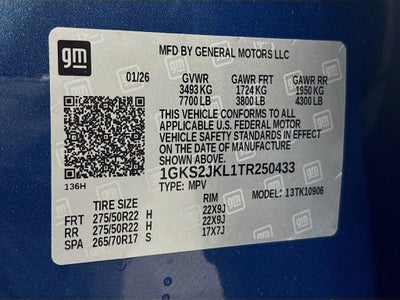 gm
MFD BY GENERAL MOTORS LLC
01/26 GVWR GAWR FRT GAWR RR
3493 KG 1724 KG 1950 KG
7700 LB 3800 LB 4300 LB
THIS VEHICLE CONFORMS TO ALL
APPLICABLE U.S. FEDERAL MOTOR
VEHICLE SAFETY STANDARDS IN EFFECT
ON THE DATE OF MANUFACTURE
SHOWN ABOVE.
136H
1GKS2JKL1TR250433
TYPE: MPV MODEL: 13TK10906
TIRE SIZE RIM
FRT 275/50R22 H 22X9J
RR 275/50R22 H 22X9J
SPA 265/70R17 S 17X7J